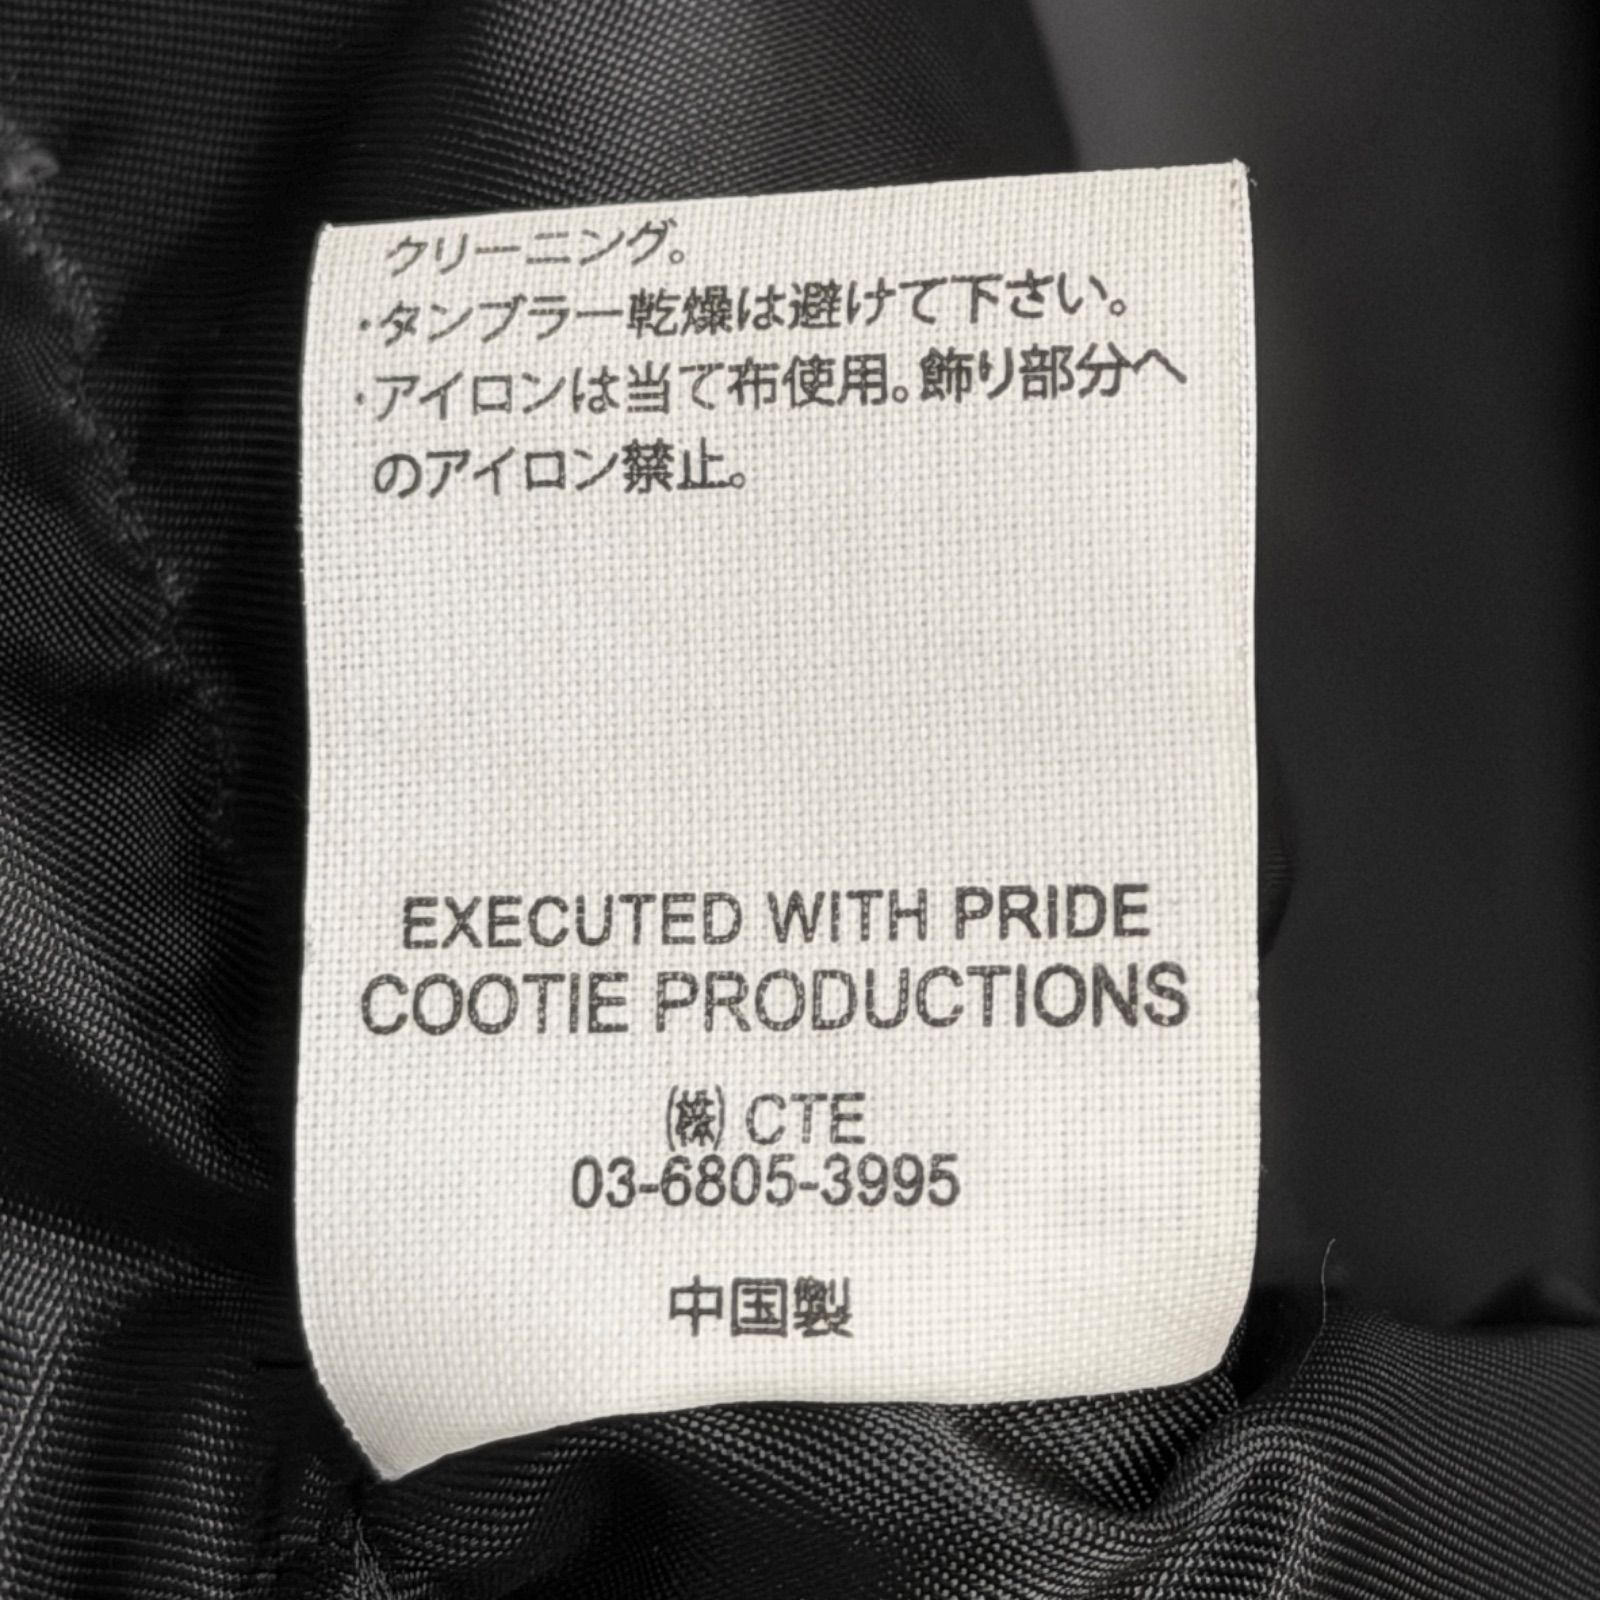 クリーニング。
・タンブラー乾燥は避けて下さい。
・アイロンは当て布使用。飾り部分へ
のアイロン禁止。
EXECUTED WITH PRIDE
COOTIE PRODUCTIONS
㈱ CTE
03-6805-3995
中国製